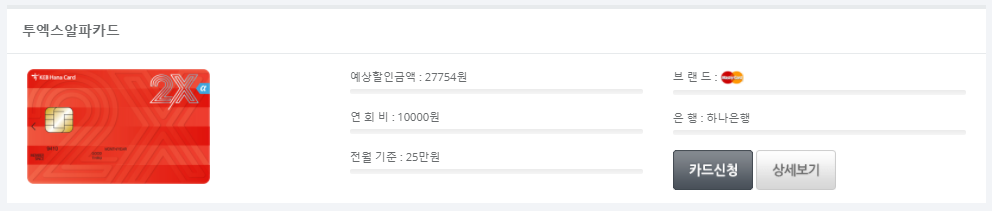 투엑스알파카드
KEB Hana Card
2X
α
예상할인금액 : 27754원
연 회 비 : 10000원
전월 기준 : 25만원
브 랜 드 : MasterCard
은 행 : 하나은행
카드신청 상세보기